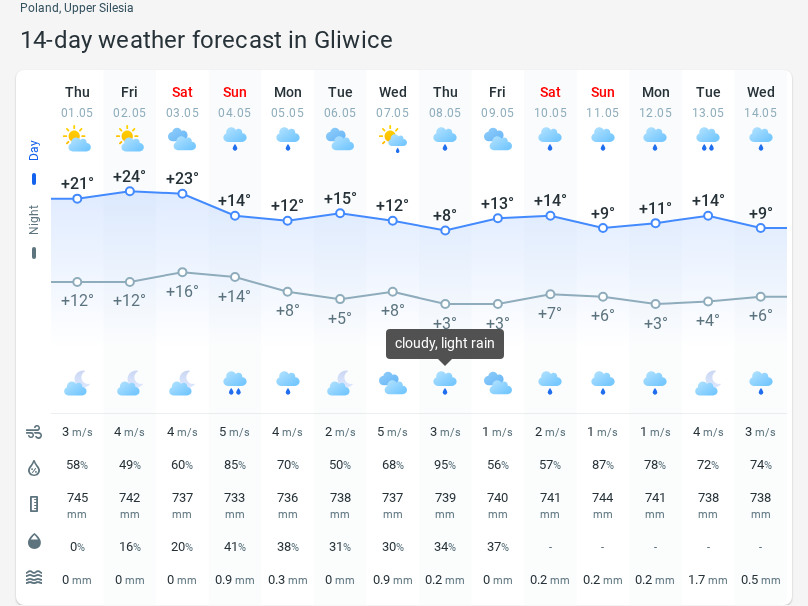 Poland, Upper Silesia
14-day weather forecast in Gliwice
Thu Fri Sat Sun Mon Tue Wed Thu Fri Sat Sun Mon Tue Wed
01.05 02.05 03.05 04.05 05.05 06.05 07.05 08.05 09.05 10.05 11.05 12.05 13.05 14.05
Day
Night
+21° +24° +23° +14° +12° +15° +12° +8° +13° +14° +9° +11° +14° +9°
+12° +12° +16° +14° +8° +5° +8° +3° +3° +7° +6° +3° +4° +6°
cloudy, light rain
3 m/s 4 m/s 4 m/s 5 m/s 4 m/s 2 m/s 5 m/s 3 m/s 1 m/s 2 m/s 1 m/s 1 m/s 4 m/s 3 m/s
58% 49% 60% 85% 70% 50% 68% 95% 56% 57% 87% 78% 72% 74%
745 742 737 733 736 738 737 739 740 741 744 741 738 738
mm mm mm mm mm mm mm mm mm mm mm mm mm mm
0% 16% 20% 41% 38% 31% 30% 34% 37% - - - - -
0 mm 0 mm 0 mm 0.9 mm 0.3 mm 0 mm 0.9 mm 0.2 mm 0 mm 0.2 mm 0.2 mm 0.2 mm 1.7 mm 0.5 mm